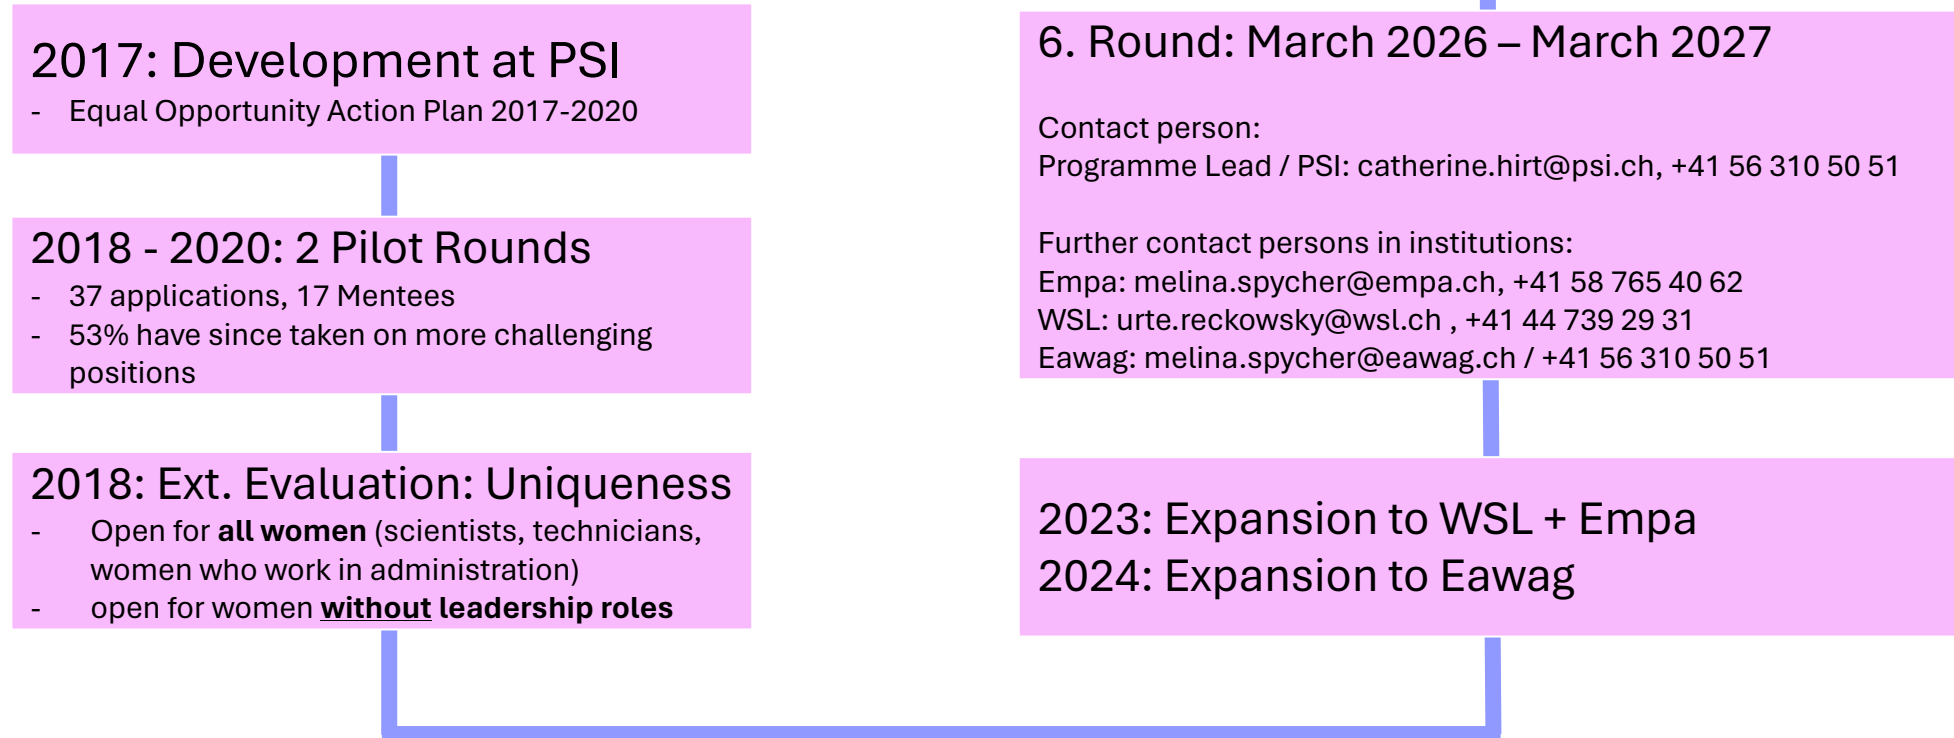 2017: Development at PSI
- Equal Opportunity Action Plan 2017-2020
2018 - 2020: 2 Pilot Rounds
- 37 applications, 17 Mentees
- 53% have since taken on more challenging
positions
2018: Ext. Evaluation: Uniqueness
- Open for all women (scientists, technicians,
women who work in administration)
- open for women without leadership roles
6. Round: March 2026 – March 2027
Contact person:
Programme Lead / PSI: catherine.hirt@psi.ch, +41 56 310 50 51
Further contact persons in institutions:
Empa: melina.spycher@empa.ch, +41 58 765 40 62
WSL: urte.reckowsky@wsl.ch , +41 44 739 29 31
Eawag: melina.spycher@eawag.ch / +41 56 310 50 51
2023: Expansion to WSL + Empa
2024: Expansion to Eawag